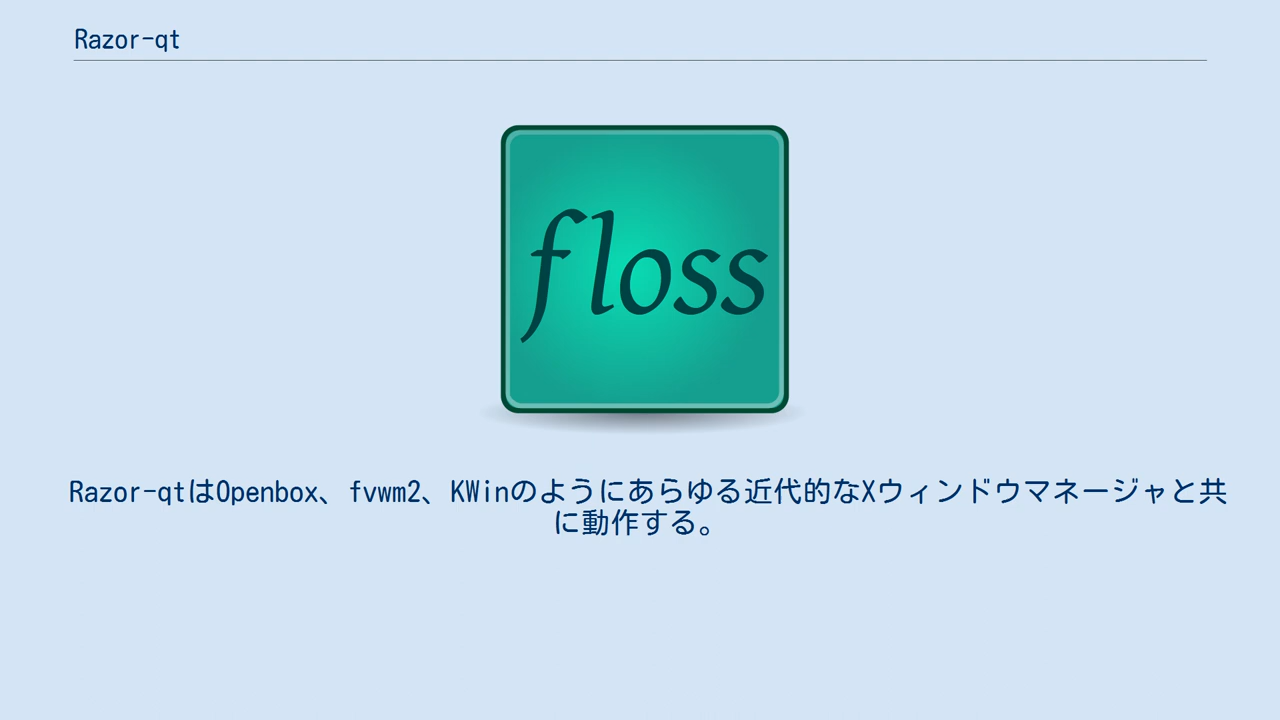 Razor-qt
floss
Razor-qtはOpenbox、fvwm2、KWinのようにあらゆる近代的なXウィンドウマネージャと共
に動作する。